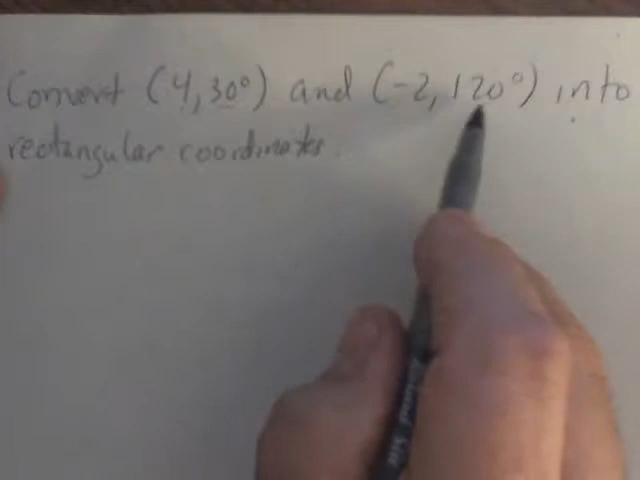 Convert (4, 30°) and (-2, 120°) into
rectangular coordinates.